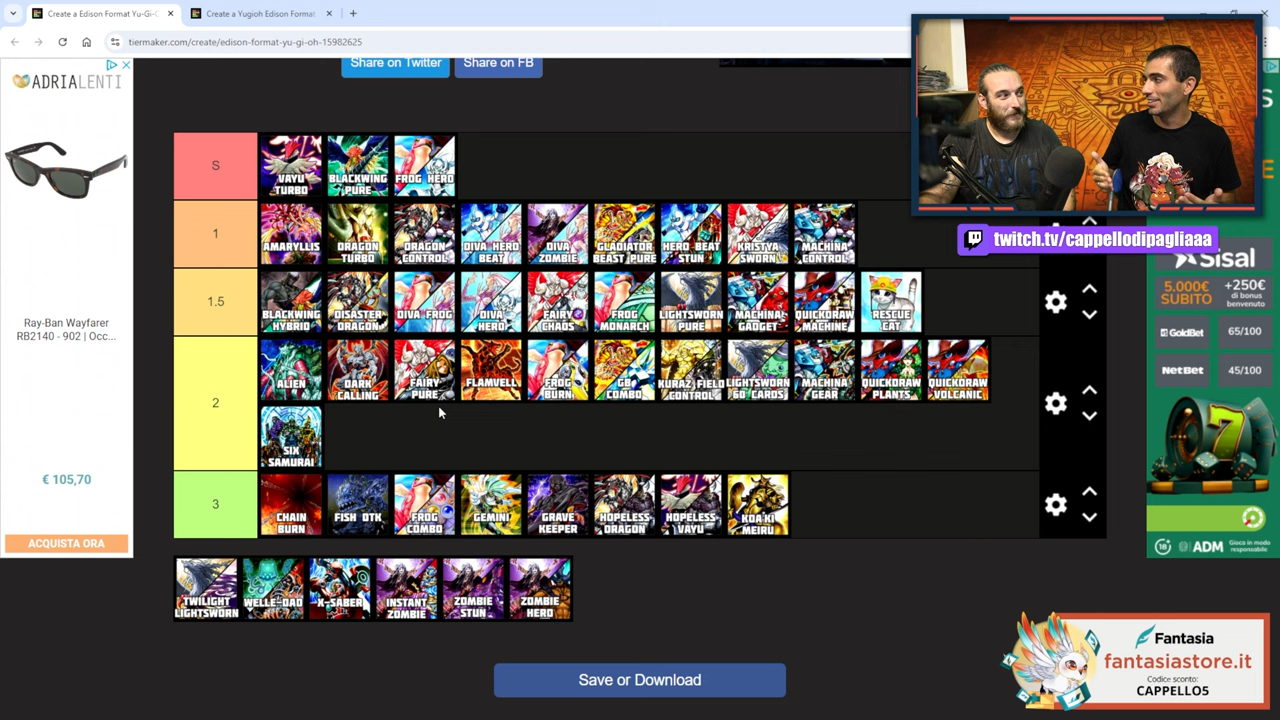 Create a Edison Format Yu-Gi-O
Create a Yugioh Edison Format
tiermaker.com/create/edison-format-yu-gi-oh-15982625
Share on Twitter
Share on FB
ADRIALENTI
Ray-Ban Wayfarer
RB2140 - 902 | Occ...
€ 105,70
ACQUISTA ORA
S
VAYU TURBO
BLACKWING PURE
FROG HERO
1
AMARYLLIS
DRAGON TURBO
DRAGON CONTROL
DIVA HERO BEAT
DIVA ZOMBIE
GLADIATOR BEAST PURE
HERO BEAT STUN
KRISTYA SWORN
MACHINA CONTROL
1.5
BLACKWING HYBRID
DISASTER DRAGON
DIVA FROG
DIVA HERO
FAIRY CHAOS
FROG MONARCH
LIGHTSWORN PURE
MACHINA GADGET
QUICKDRAW MACHINE
RESCUE CAT
2
ALIEN
DARK CALLING
FAIRY PURE
FLAMVELL
FROG BURN
GB COMBO
KURAZ FIELD CONTROL
LIGHTSWORN 60 CARDS
MACHINA GEAR
QUICKDRAW PLANTS
QUICKDRAW VOLCANIC
SIX SAMURAI
3
CHAIN BURN
FISH OTK
FROG COMBO
GEMINI
GRAVE KEEPER
HOPELESS DRAGON
HOPELESS VAYU
KOA'KI MEIRU
TWILIGHT LIGHTSWORN
WELLE-DAD
X-SABER
INSTANT ZOMBIE
ZOMBIE STUN
ZOMBIE HERO
Save or Download
twitch.tv/cappellodipagliaaa
Sisal
5.000€ SUBITO
+250€ di bonus benvenuto
GoldBet
65/100
NetBet
45/100
18+
ADM
Gioca in modo responsabile
Fantasia
fantasiastore.it
Codice sconto:
CAPPELLO5